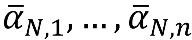 ᾱ_{N,1}, … , ᾱ_{N,n}